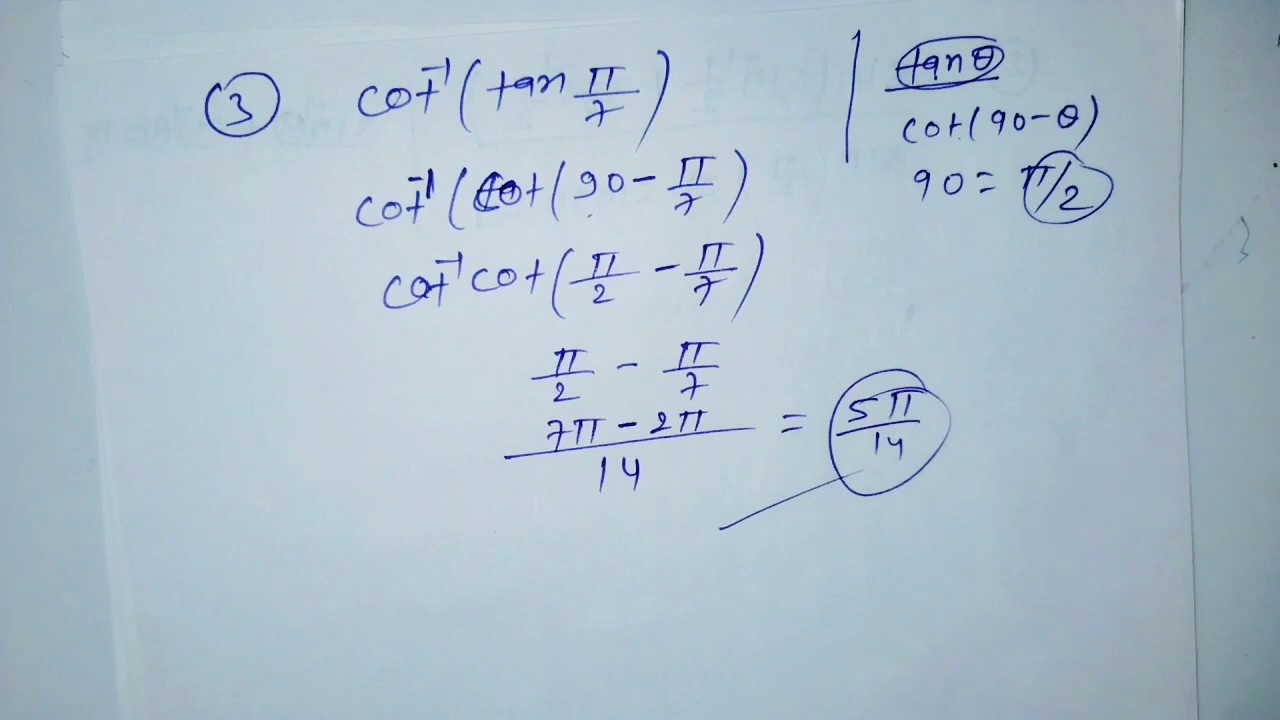 ③ cot⁻¹(tan π/7)
cot⁻¹(cot(90 - π/7)
cot⁻¹cot(π/2 - π/7)
π/2 - π/7
7π - 2π / 14 = 5π/14
tanθ
cot(90-θ)
90 = π/2